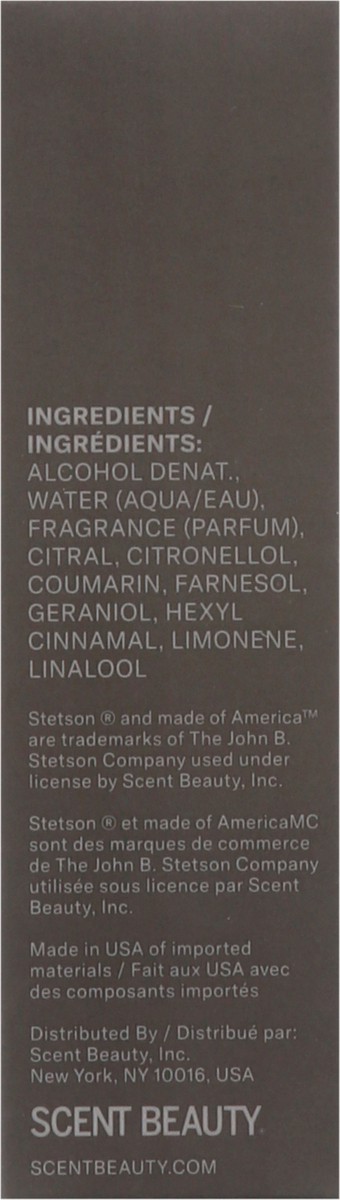 INGREDIENTS /
INGRÉDIENTS:
ALCOHOL DENAT.,
WATER (AQUA/EAU),
FRAGRANCE (PARFUM),
CITRAL, CITRONELLOL,
COUMARIN, FARNESOL,
GERANIOL, HEXYL
CINNAMAL, LIMONENE,
LINALOOL
Stetson ® and made of America™
are trademarks of The John B.
Stetson Company used under
license by Scent Beauty, Inc.
Stetson ® et made of AmericaMC
sont des marques de commerce
de The John B. Stetson Company
utilisée sous licence par Scent
Beauty, Inc.
Made in USA of imported
materials / Fait aux USA avec
des composants importés
Distributed By / Distribué par:
Scent Beauty, Inc.
New York, NY 10016, USA
SCENT BEAUTY
SCENTBEAUTY.COM